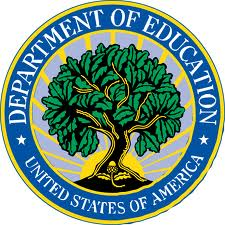 DEPARTMENT OF EDUCATION
UNITED STATES OF AMERICA